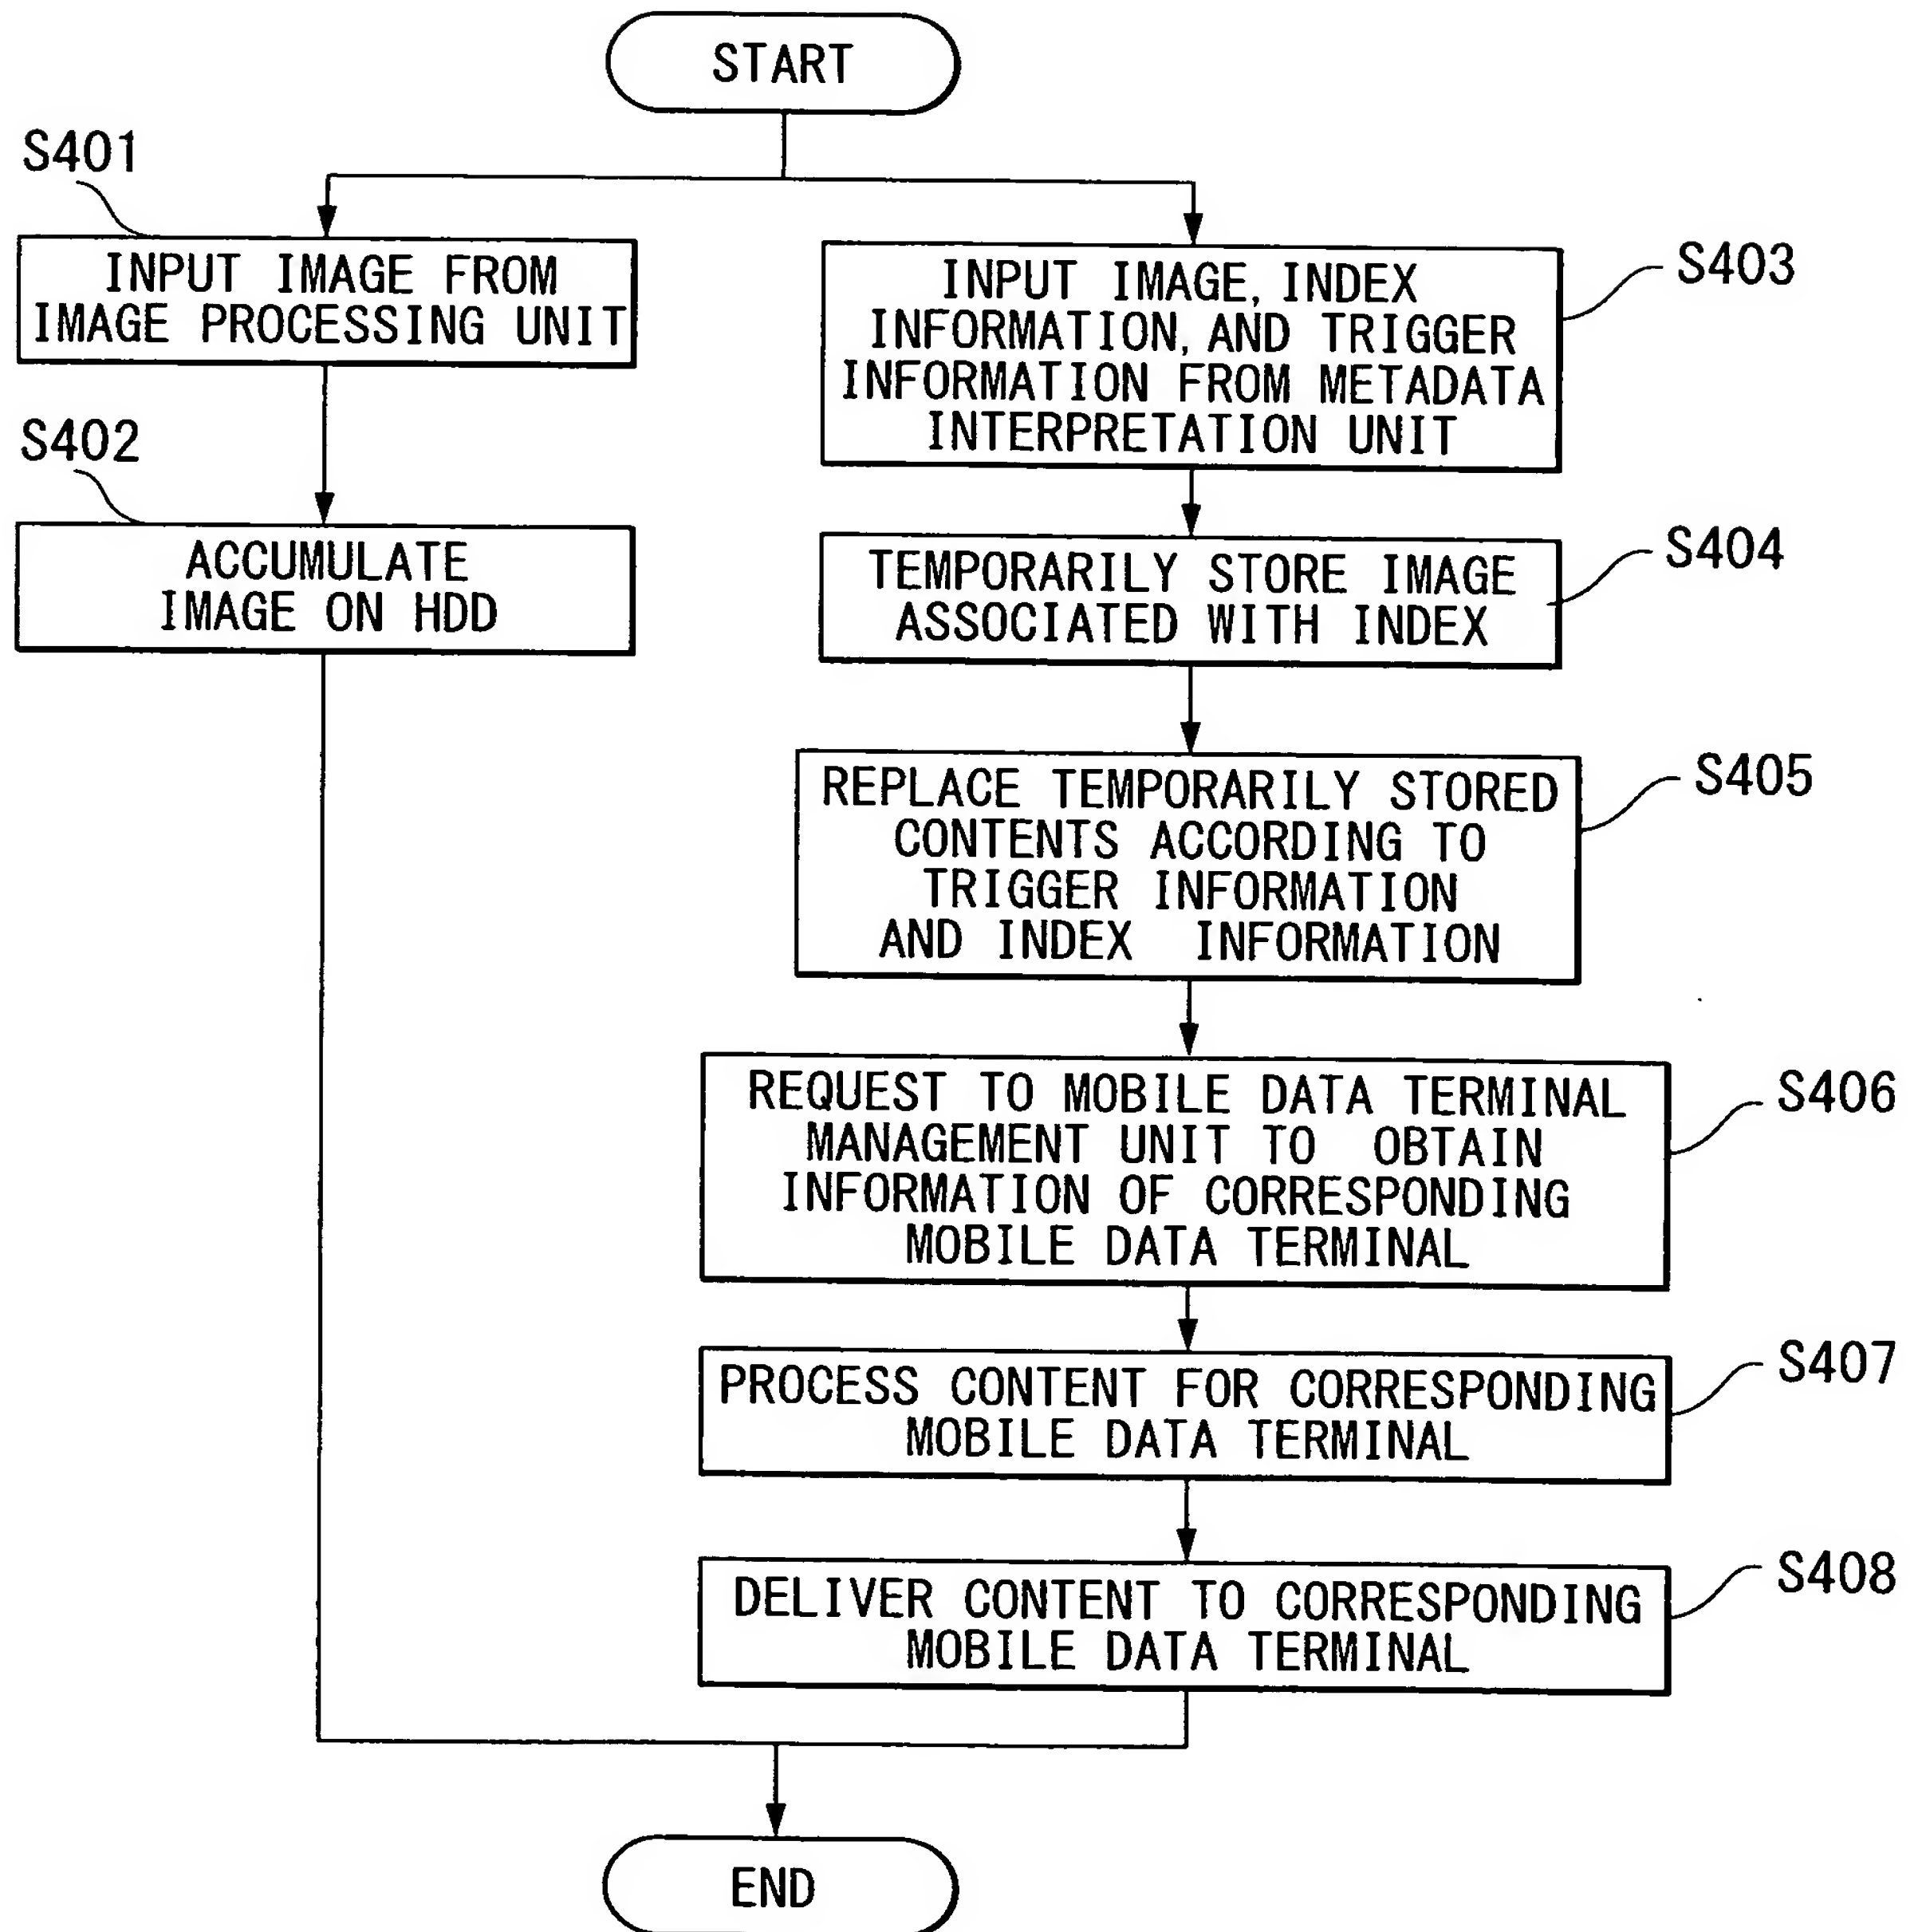 START
S401
INPUT IMAGE FROM
IMAGE PROCESSING UNIT
S402
ACCUMULATE
IMAGE ON HDD
INPUT IMAGE, INDEX
INFORMATION, AND TRIGGER
INFORMATION FROM METADATA
INTERPRETATION UNIT
S403
TEMPORARILY STORE IMAGE
ASSOCIATED WITH INDEX
S404
REPLACE TEMPORARILY STORED
CONTENTS ACCORDING TO
TRIGGER INFORMATION
AND INDEX INFORMATION
S405
REQUEST TO MOBILE DATA TERMINAL
MANAGEMENT UNIT TO OBTAIN
INFORMATION OF CORRESPONDING
MOBILE DATA TERMINAL
S406
PROCESS CONTENT FOR CORRESPONDING
MOBILE DATA TERMINAL
S407
DELIVER CONTENT TO CORRESPONDING
MOBILE DATA TERMINAL
S408
END